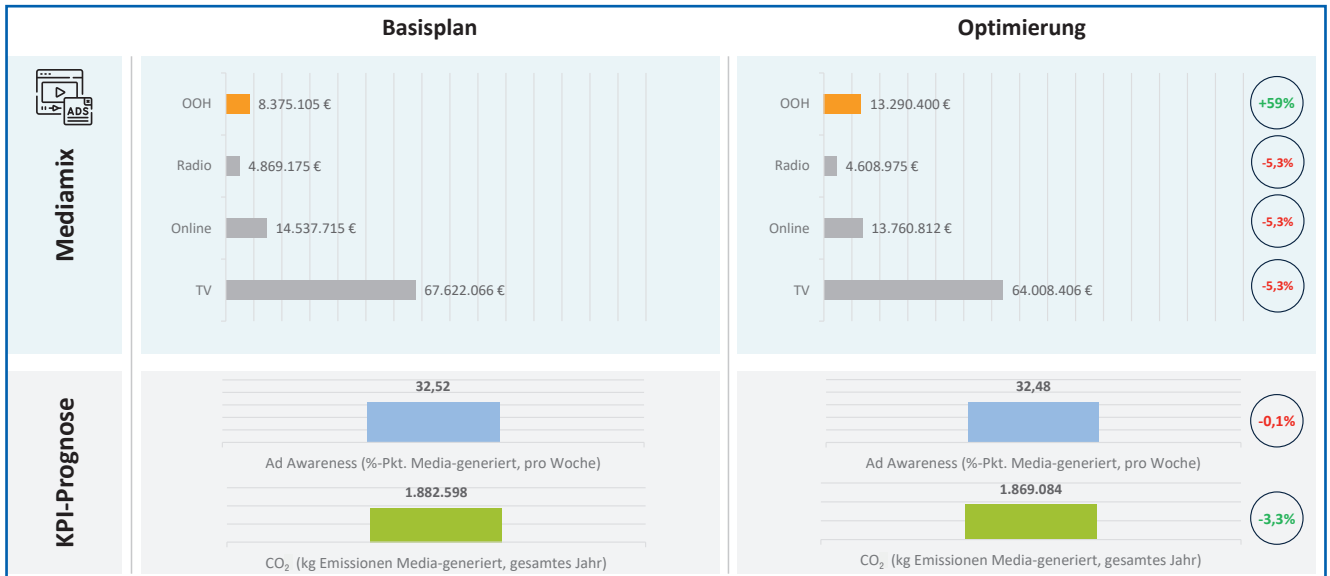 Basisplan
Optimierung
ADS
Mediamix
OOH
8.375.105 €
Radio
4.869.175 €
Online
14.537.715 €
TV
67.622.066 €
OOH
13.290.400 €
+59%
Radio
4.608.975 €
-5,3%
Online
13.760.812 €
-5,3%
TV
64.008.406 €
-5,3%
KPI-Prognose
32,52
Ad Awareness (%-Pkt. Media-generiert, pro Woche)
1.882.598
CO₂ (kg Emissionen Media-generiert, gesamtes Jahr)
32,48
-0,1%
Ad Awareness (%-Pkt. Media-generiert, pro Woche)
1.869.084
-3,3%
CO₂ (kg Emissionen Media-generiert, gesamtes Jahr)